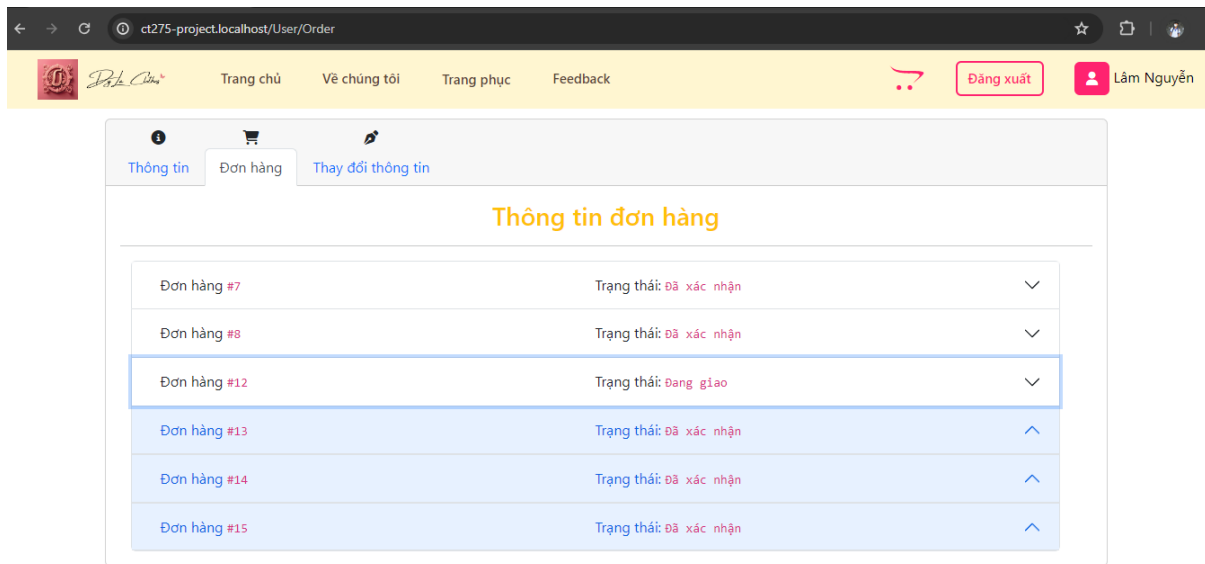 ct275-project.localhost/User/Order
Trang chủ Về chúng tôi Trang phục Feedback Đăng xuất Lâm Nguyễn
Thông tin Đơn hàng Thay đổi thông tin
Thông tin đơn hàng
Đơn hàng #7 Trạng thái: Đã xác nhận
Đơn hàng #8 Trạng thái: Đã xác nhận
Đơn hàng #12 Trạng thái: Đang giao
Đơn hàng #13 Trạng thái: Đã xác nhận
Đơn hàng #14 Trạng thái: Đã xác nhận
Đơn hàng #15 Trạng thái: Đã xác nhận